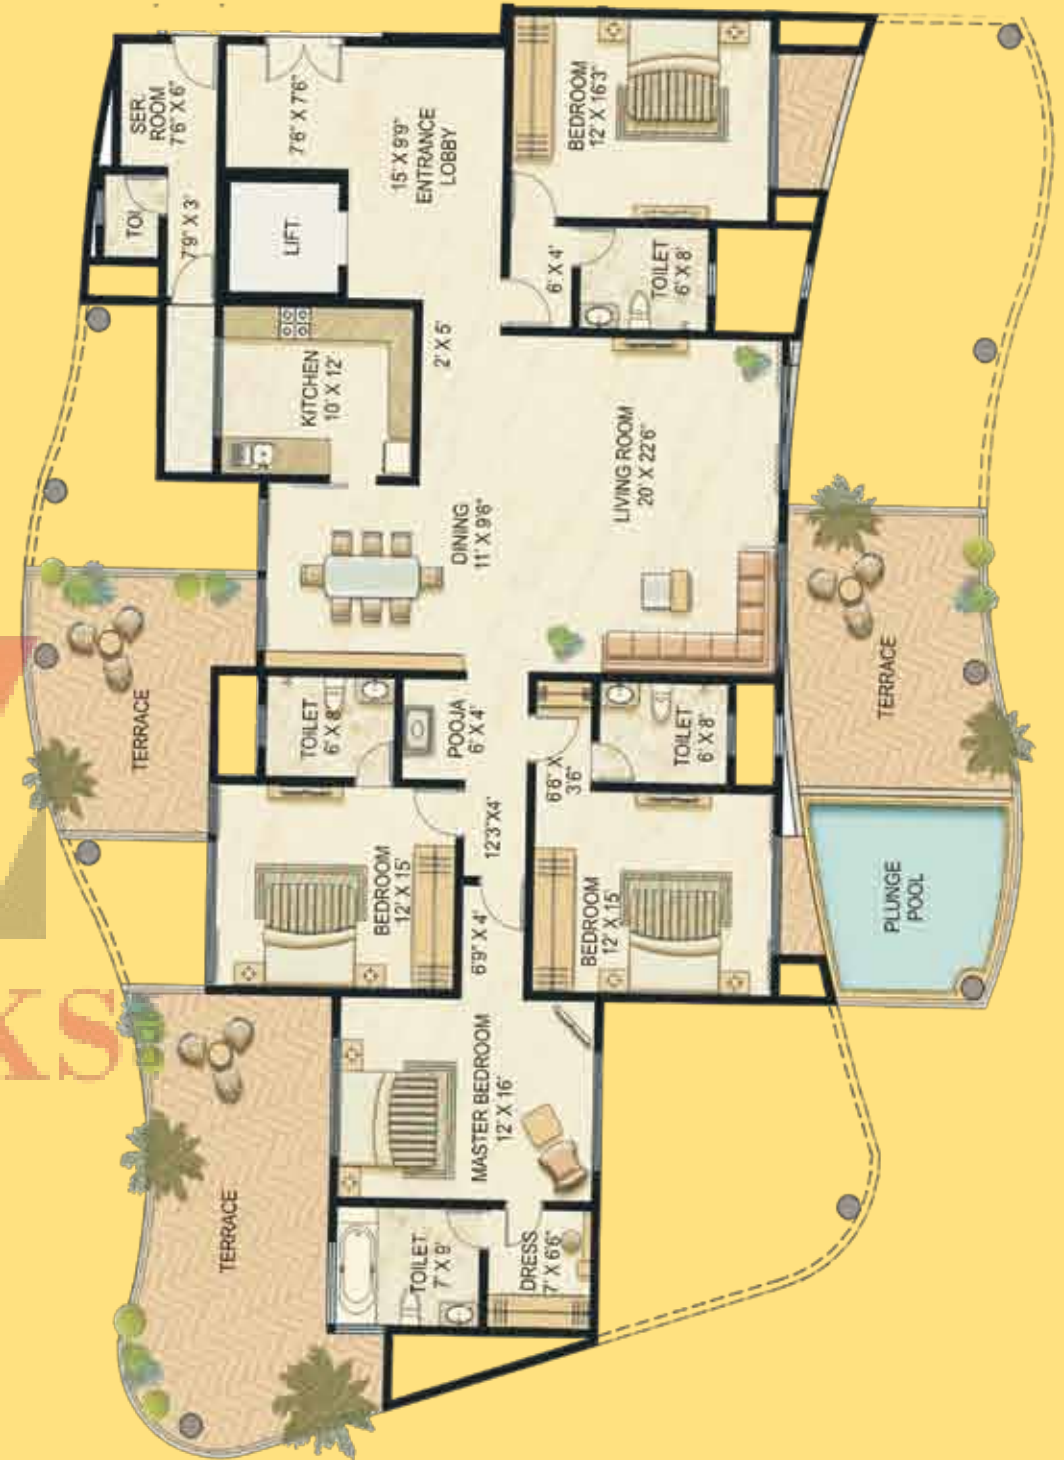 SER.
ROOM
7'6" X 6'
7'6" X 7'6"
15' X 9'9"
ENTRANCE
LOBBY
BEDROOM
12' X 16'3"
TOI
7'9" X 3'
LIFT
6' X 4'
TOILET
6' X 8'
KITCHEN
10' X 12'
2' X 5'
LIVING ROOM
20' X 22'6"
DINING
11' X 9'6"
TERRACE
TERRACE
TOILET
6' X 8'
POOJA
6' X 4'
6'6" X
3'6"
TOILET
6' X 8'
12'3"X4'
BEDROOM
12' X 15'
6'9" X 4'
BEDROOM
12' X 15'
PLUNGE
POOL
KS
MASTER BEDROOM
12' X 16'
TERRACE
TOILET
7' X 9'
DRESS
7' X 6'6"